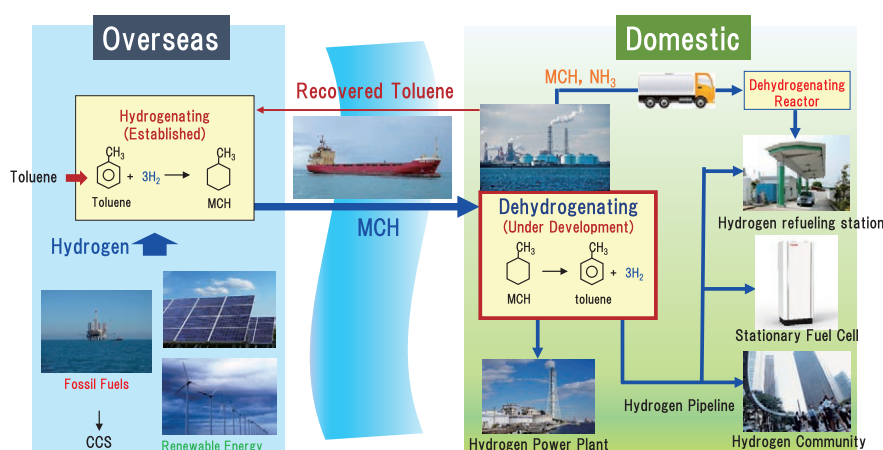 Overseas
Domestic
Hydrogenating
(Established)
Toluene
CH3
+ 3H2
CH3
Toluene
MCH
Hydrogen
Fossil Fuels
CCS
Renewable Energy
Recovered Toluene
MCH
MCH, NH3
Dehydrogenating
Reactor
Dehydrogenating
(Under Development)
CH3
CH3
+ 3H2
MCH
toluene
Hydrogen refueling station
Stationary Fuel Cell
Hydrogen Pipeline
Hydrogen Power Plant
Hydrogen Community